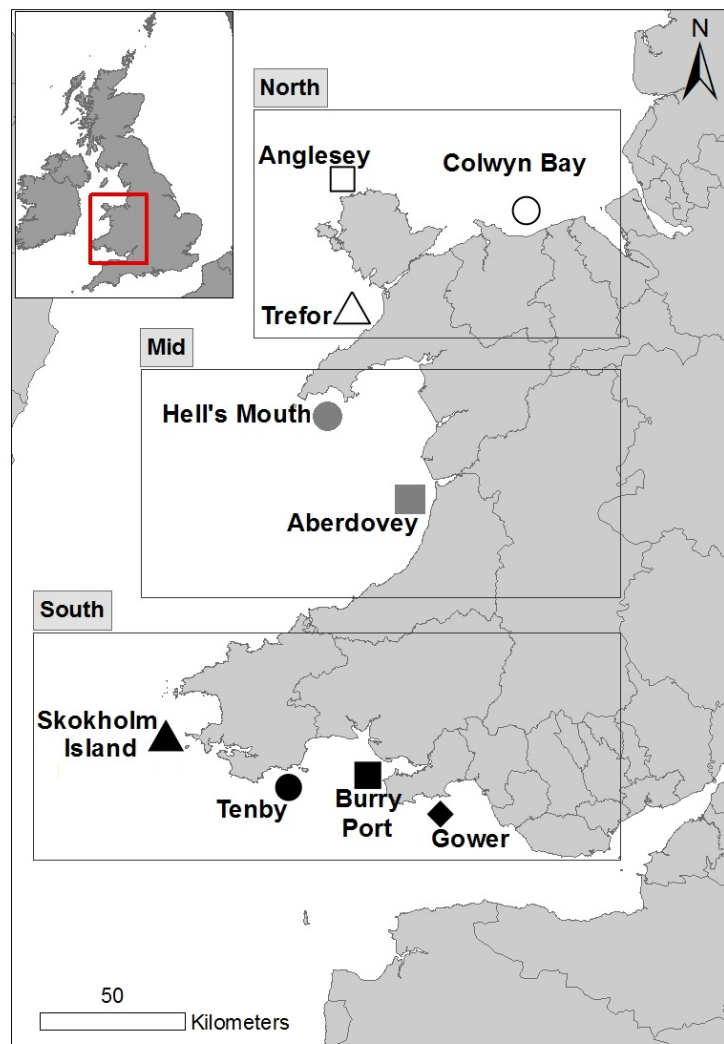 N
North
Anglesey
Colwyn Bay
Trefor
Mid
Hell's Mouth
Aberdovey
South
Skokholm
Island
Tenby
Burry
Port
Gower
50
Kilometers